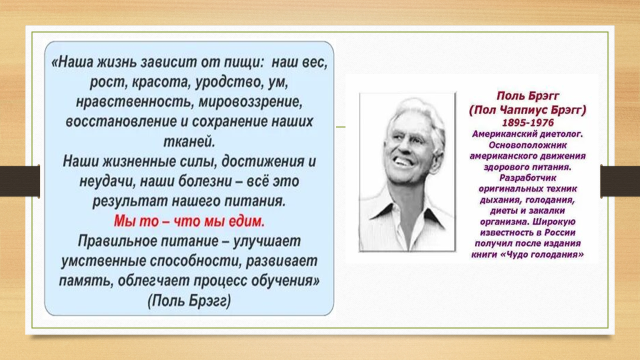 «Наша жизнь зависит от пищи: наш вес,
рост, красота, уродство, ум,
нравственность, мировоззрение,
восстановление и сохранение наших
тканей.
Наши жизненные силы, достижения и
неудачи, наши болезни – всё это
результат нашего питания.
Мы то – что мы едим.
Правильное питание – улучшает
умственные способности, развивает
память, облегчает процесс обучения»
(Поль Брэгг)
Поль Брэгг
(Пол Чаппиус Брэгг)
1895-1976
Американский диетолог.
Основоположник
американского движения
здорового питания.
Разработчик
оригинальных техник
дыхания, голодания,
диеты и закалки
организма. Широкую
известность в России
получил после издания
книги «Чудо голодания»